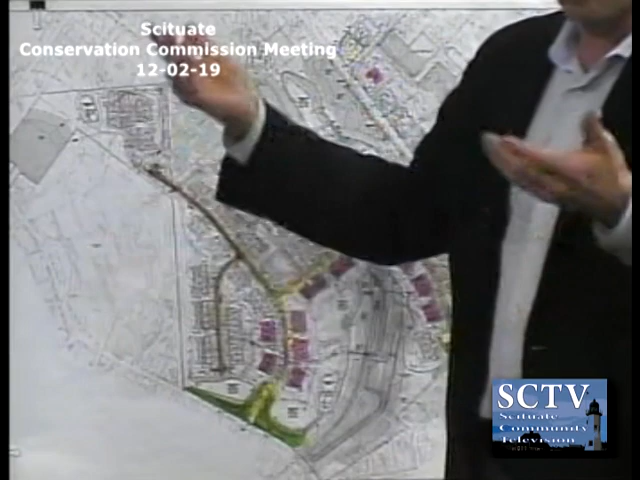 Scituate
Conservation Commission Meeting
12-02-19
SCTV
Scituate
Community
Television